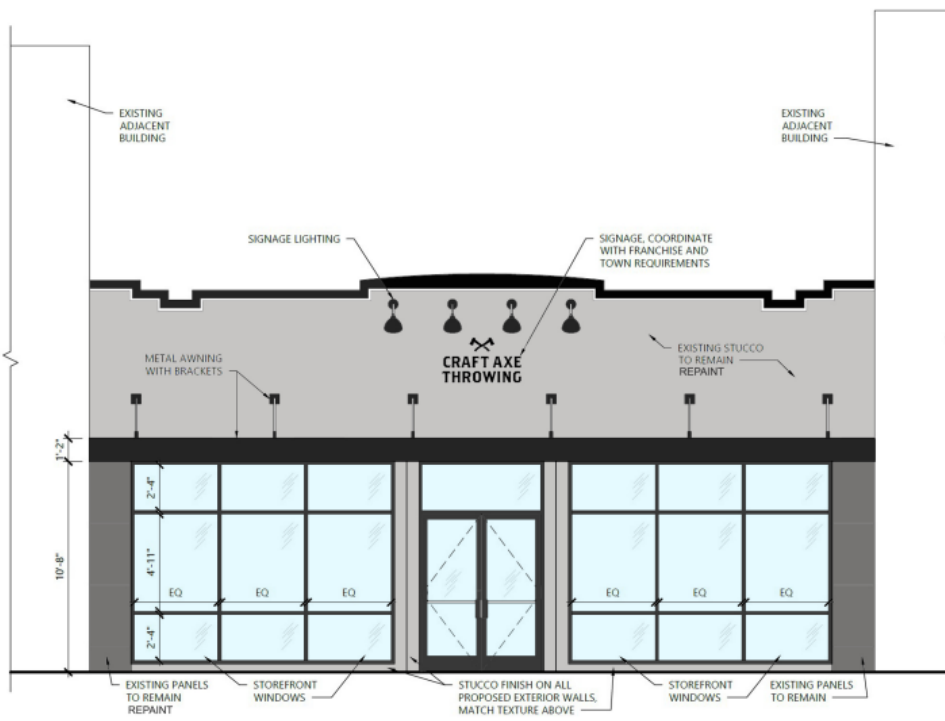 EXISTING
ADJACENT
BUILDING
EXISTING
ADJACENT
BUILDING
SIGNAGE LIGHTING
SIGNAGE, COORDINATE
WITH FRANCHISE AND
TOWN REQUIREMENTS
METAL AWNING
WITH BRACKETS
CRAFT AXE
THROWING
EXISTING STUCCO
TO REMAIN
REPAINT
1'-2"
10'-8"
2'-4"
4'-11"
2'-4"
EQ
EQ
EQ
EQ
EQ
EQ
EXISTING PANELS
TO REMAIN
REPAINT
STOREFRONT
WINDOWS
STUCCO FINISH ON ALL
PROPOSED EXTERIOR WALLS,
MATCH TEXTURE ABOVE
STOREFRONT
WINDOWS
EXISTING PANELS
TO REMAIN